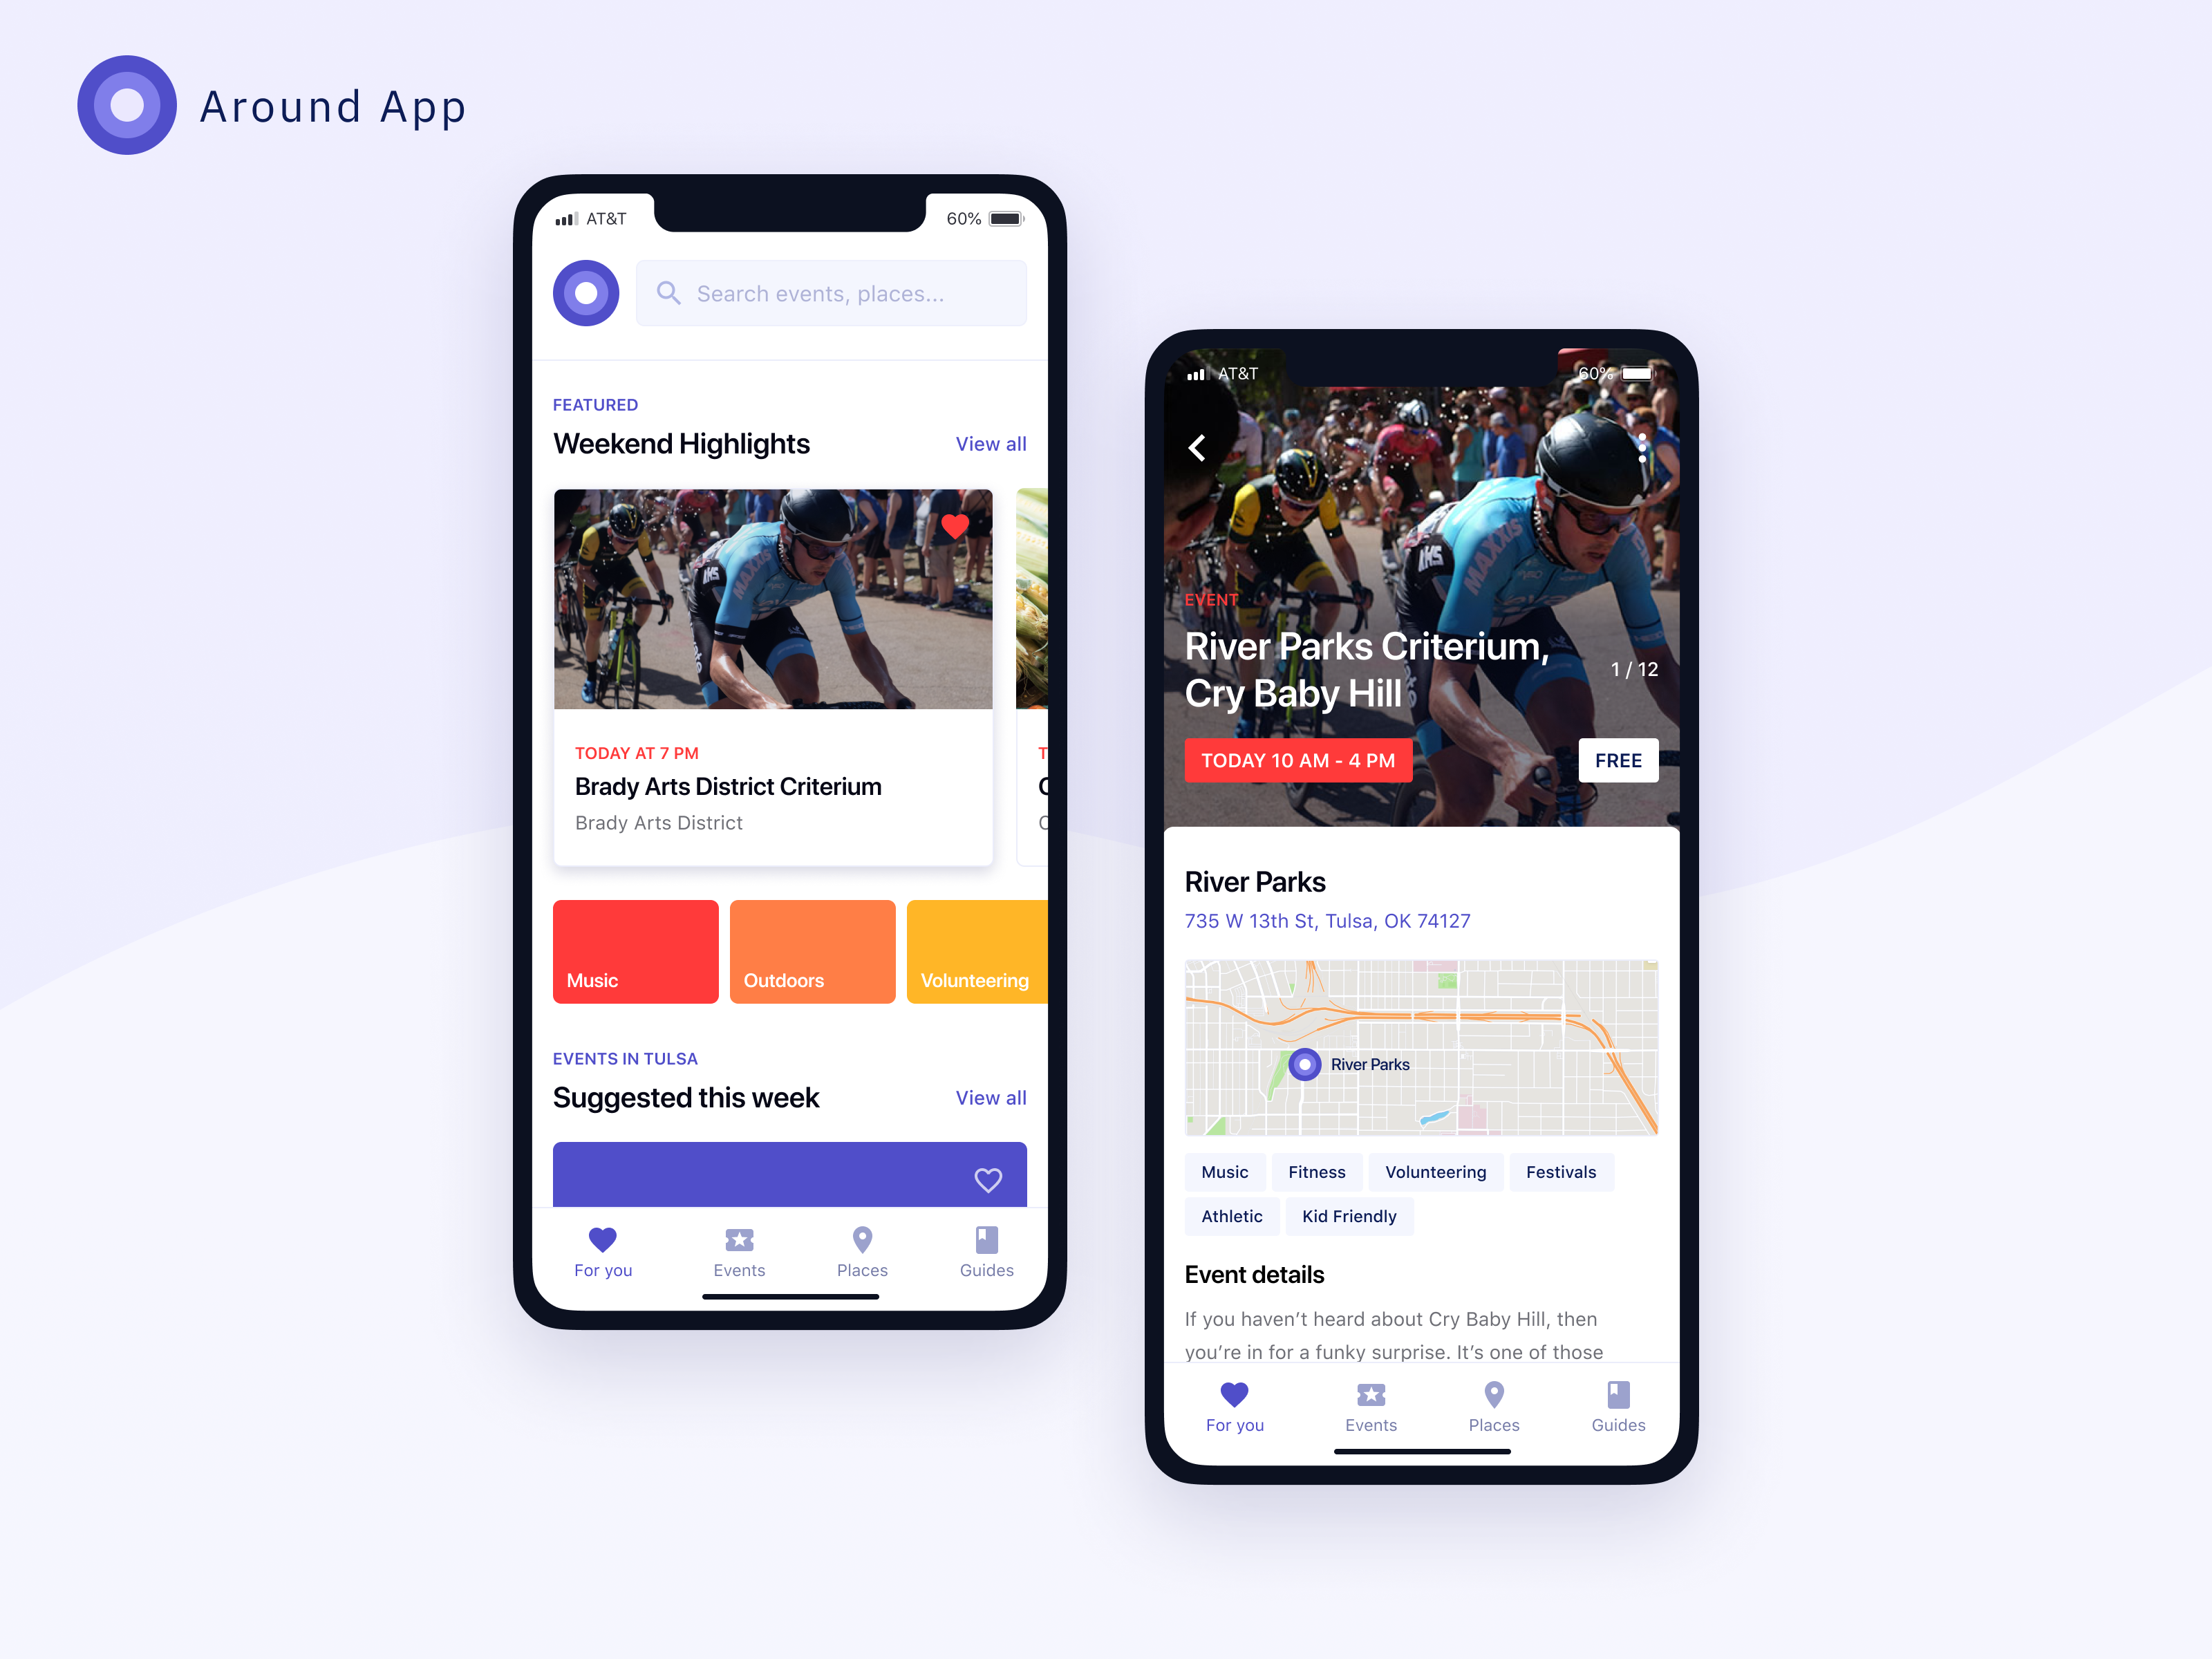 Around App
AT&T
60%
Search events, places...
FEATURED
Weekend Highlights
View all
MAXXIS
TODAY AT 7 PM
Brady Arts District Criterium
Brady Arts District
Music
Outdoors
Volunteering
EVENTS IN TULSA
Suggested this week
View all
For you
Events
Places
Guides
AT&T
60%
MAXXIS
EVENT
River Parks Criterium,
Cry Baby Hill
1 / 12
TODAY 10 AM - 4 PM
FREE
River Parks
735 W 13th St, Tulsa, OK 74127
River Parks
Music
Fitness
Volunteering
Festivals
Athletic
Kid Friendly
Event details
If you haven’t heard about Cry Baby Hill, then
you’re in for a funky surprise. It’s one of those
For you
Events
Places
Guides